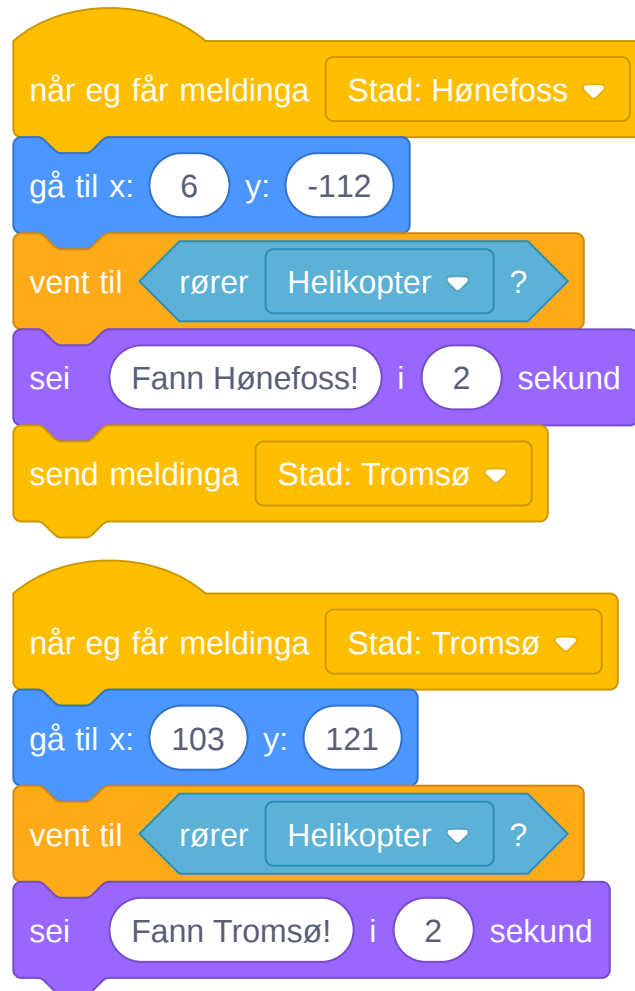 når eg får meldinga Stad: Hønefoss
gå til x: 6 y: -112
vent til rører Helikopter ?
sei Fann Hønefoss! i 2 sekund
send meldinga Stad: Tromsø
når eg får meldinga Stad: Tromsø
gå til x: 103 y: 121
vent til rører Helikopter ?
sei Fann Tromsø! i 2 sekund